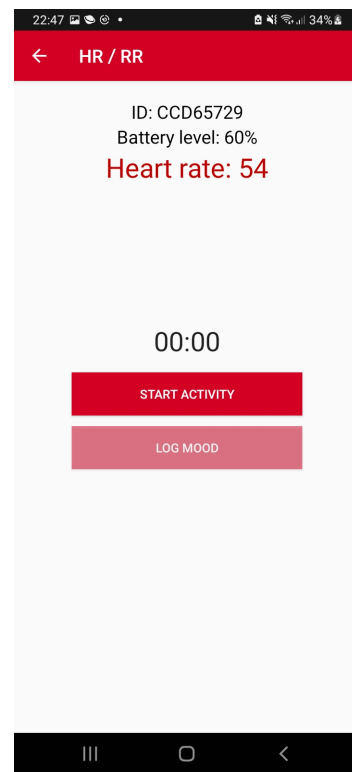 22:47 34%
HR / RR
ID: CCD65729
Battery level: 60%
Heart rate: 54
00:00
START ACTIVITY
LOG MOOD